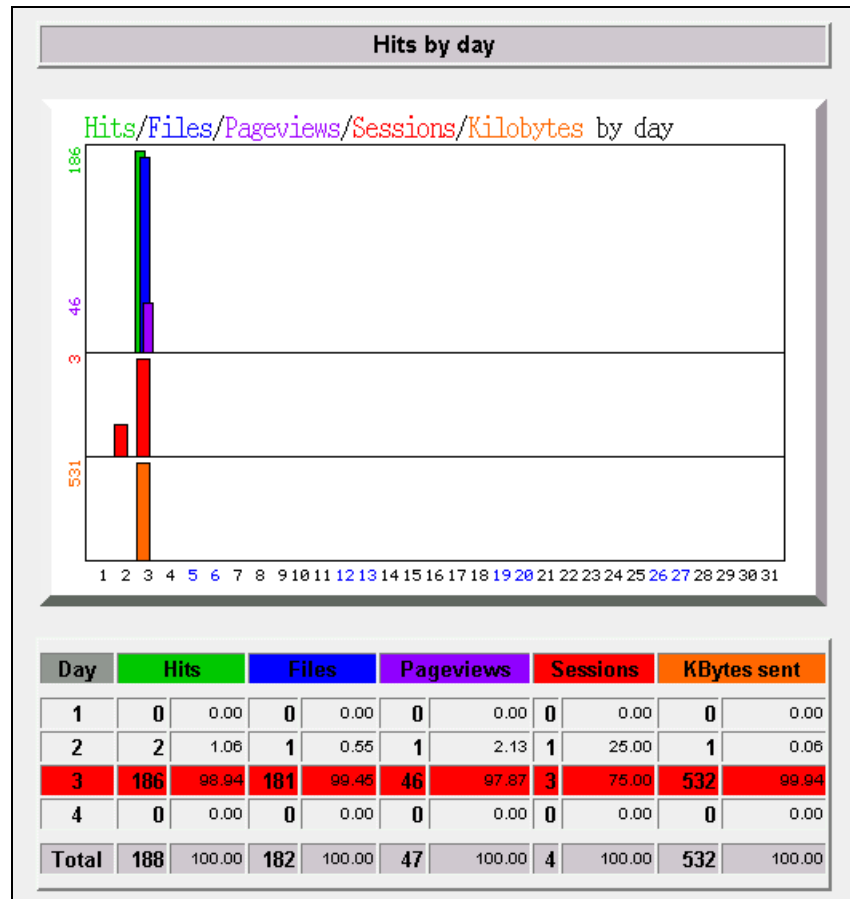 Hits by day
Hits/Files/Pageviews/Sessions/Kilobytes by day
186
46
3
531
1 2 3 4 5 6 7 8 9 10 11 12 13 14 15 16 17 18 19 20 21 22 23 24 25 26 27 28 29 30 31
Day Hits Files Pageviews Sessions KBytes sent
1 0 0.00 0 0.00 0 0.00 0 0.00 0 0.00
2 2 1.06 1 0.55 1 2.13 1 25.00 1 0.06
3 186 98.94 181 99.45 46 97.87 3 75.00 532 99.94
4 0 0.00 0 0.00 0 0.00 0 0.00 0 0.00
Total 188 100.00 182 100.00 47 100.00 4 100.00 532 100.00